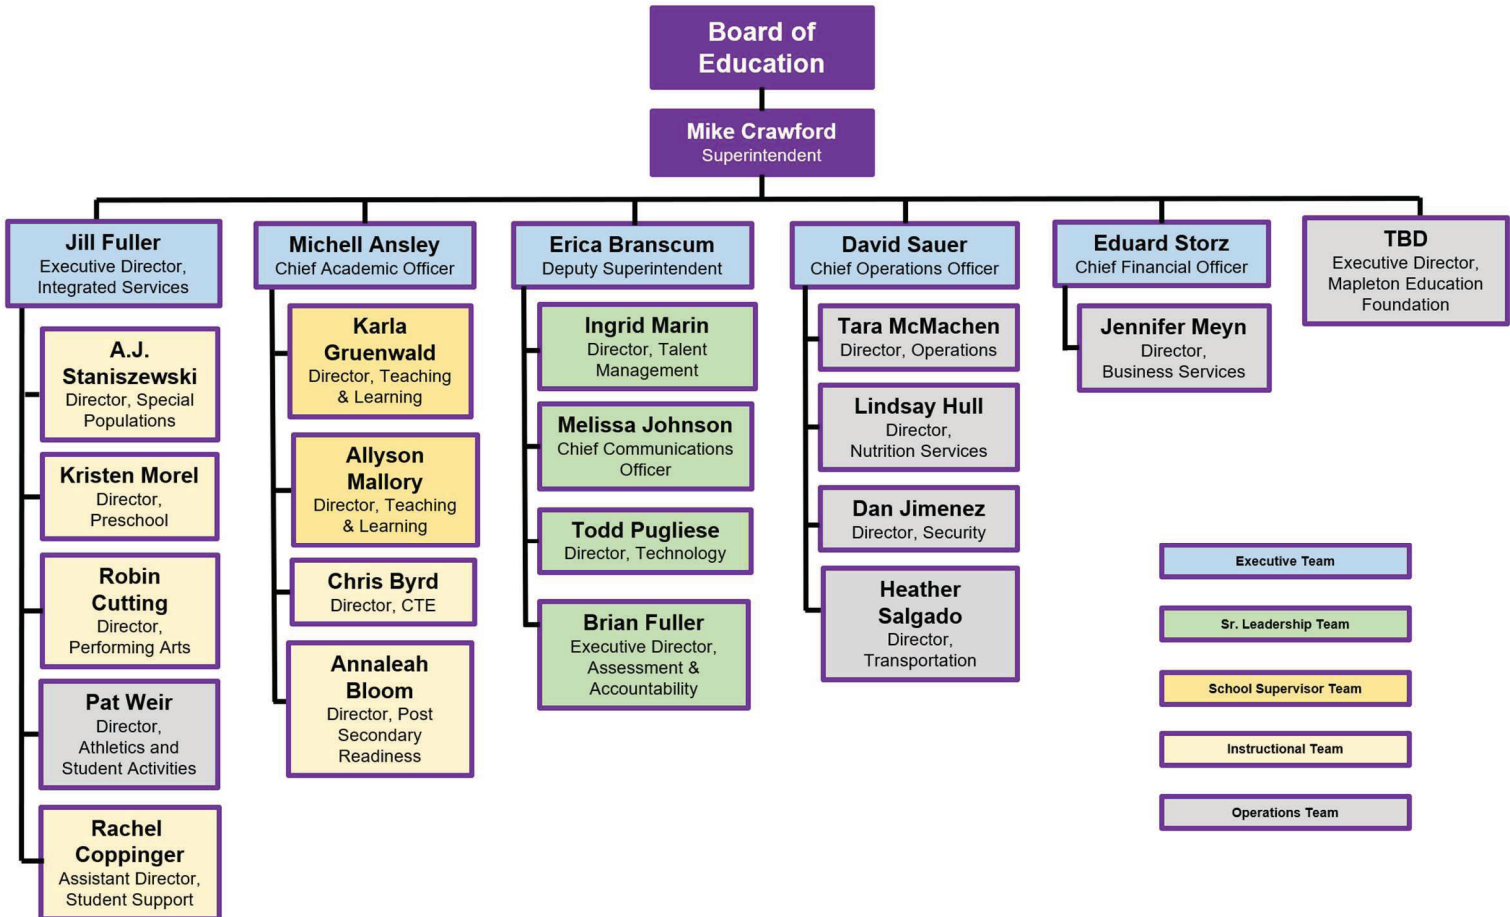 Board of
Education
Mike Crawford
Superintendent
Jill Fuller
Executive Director,
Integrated Services
A.J.
Staniszewski
Director, Special
Populations
Kristen Morel
Director,
Preschool
Robin
Cutting
Director,
Performing Arts
Pat Weir
Director,
Athletics and
Student Activities
Rachel
Coppinger
Assistant Director,
Student Support
Michell Ansley
Chief Academic Officer
Karla
Gruenwald
Director, Teaching
& Learning
Allyson
Mallory
Director, Teaching
& Learning
Chris Byrd
Director, CTE
Annaleah
Bloom
Director, Post
Secondary
Readiness
Erica Branscum
Deputy Superintendent
Ingrid Marin
Director, Talent
Management
Melissa Johnson
Chief Communications
Officer
Todd Pugliese
Director, Technology
Brian Fuller
Executive Director,
Assessment &
Accountability
David Sauer
Chief Operations Officer
Tara McMachen
Director, Operations
Lindsay Hull
Director,
Nutrition Services
Dan Jimenez
Director, Security
Heather
Salgado
Director,
Transportation
Eduard Storz
Chief Financial Officer
Jennifer Meyn
Director,
Business Services
TBD
Executive Director,
Mapleton Education
Foundation
Executive Team
Sr. Leadership Team
School Supervisor Team
Instructional Team
Operations Team